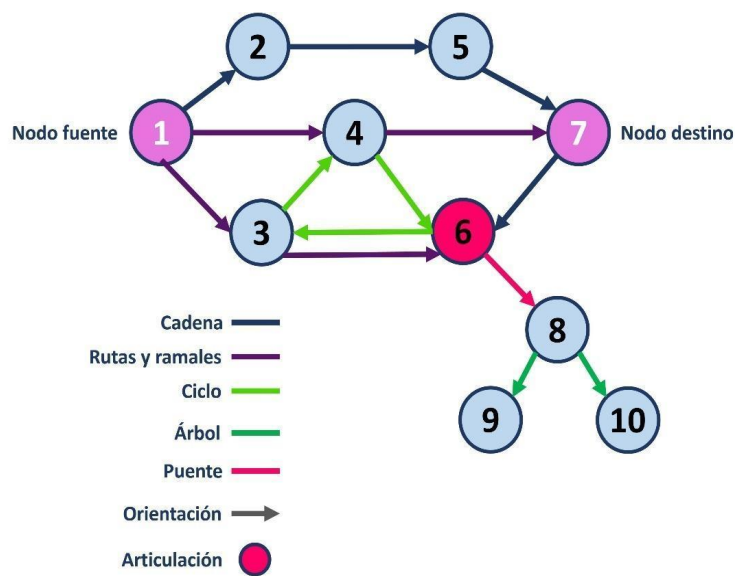 2
5
Nodo fuente
1
4
7
Nodo destino
3
6
8
Cadena
Rutas y ramales
Ciclo
9
10
Árbol
Puente
Orientación
Articulación